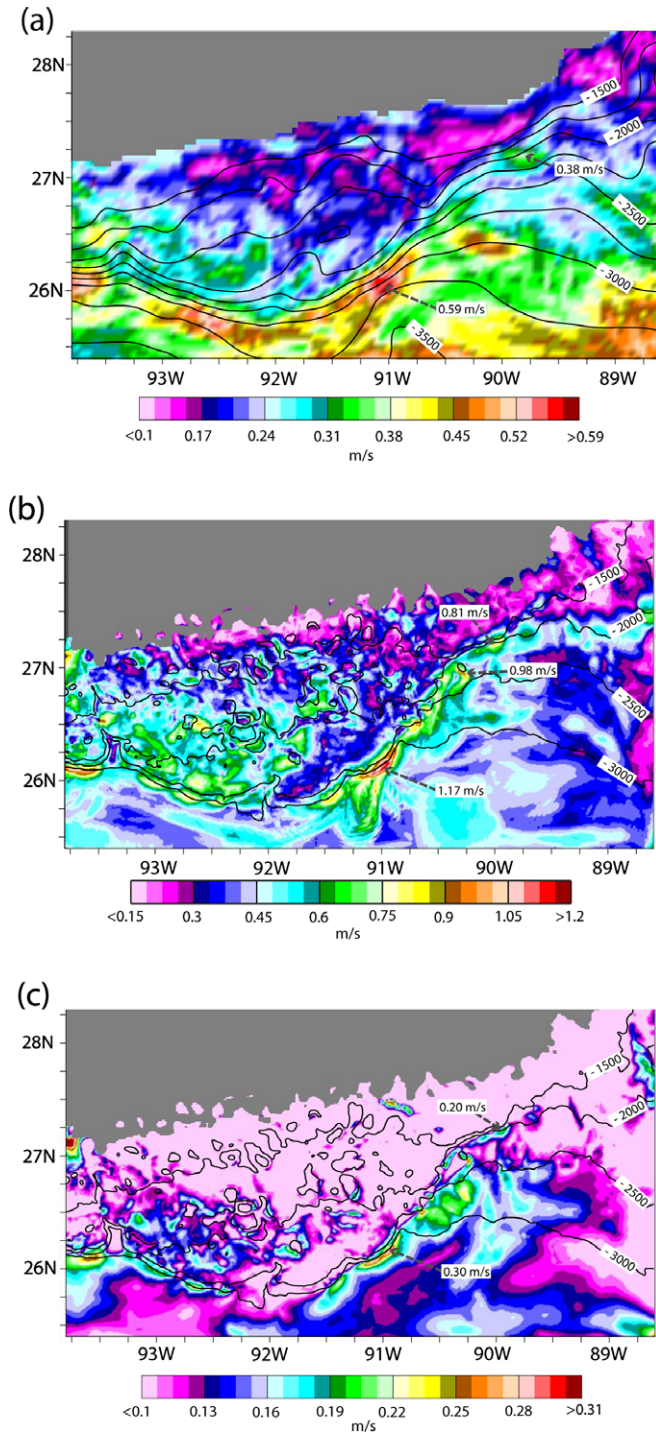 (a)
28N
27N
26N
- 1500
- 2000
0.38 m/s
- 2500
- 3000
0.59 m/s
- 3500
93W 92W 91W 90W 89W
<0.1 0.17 0.24 0.31 0.38 0.45 0.52 >0.59
m/s
(b)
28N
27N
26N
- 1500
0.81 m/s
- 2000
0.98 m/s
- 2500
- 3000
1.17 m/s
93W 92W 91W 90W 89W
<0.15 0.3 0.45 0.6 0.75 0.9 1.05 >1.2
m/s
(c)
28N
27N
26N
- 1500
0.20 m/s
- 2000
- 2500
- 3000
0.30 m/s
93W 92W 91W 90W 89W
<0.1 0.13 0.16 0.19 0.22 0.25 0.28 >0.31
m/s